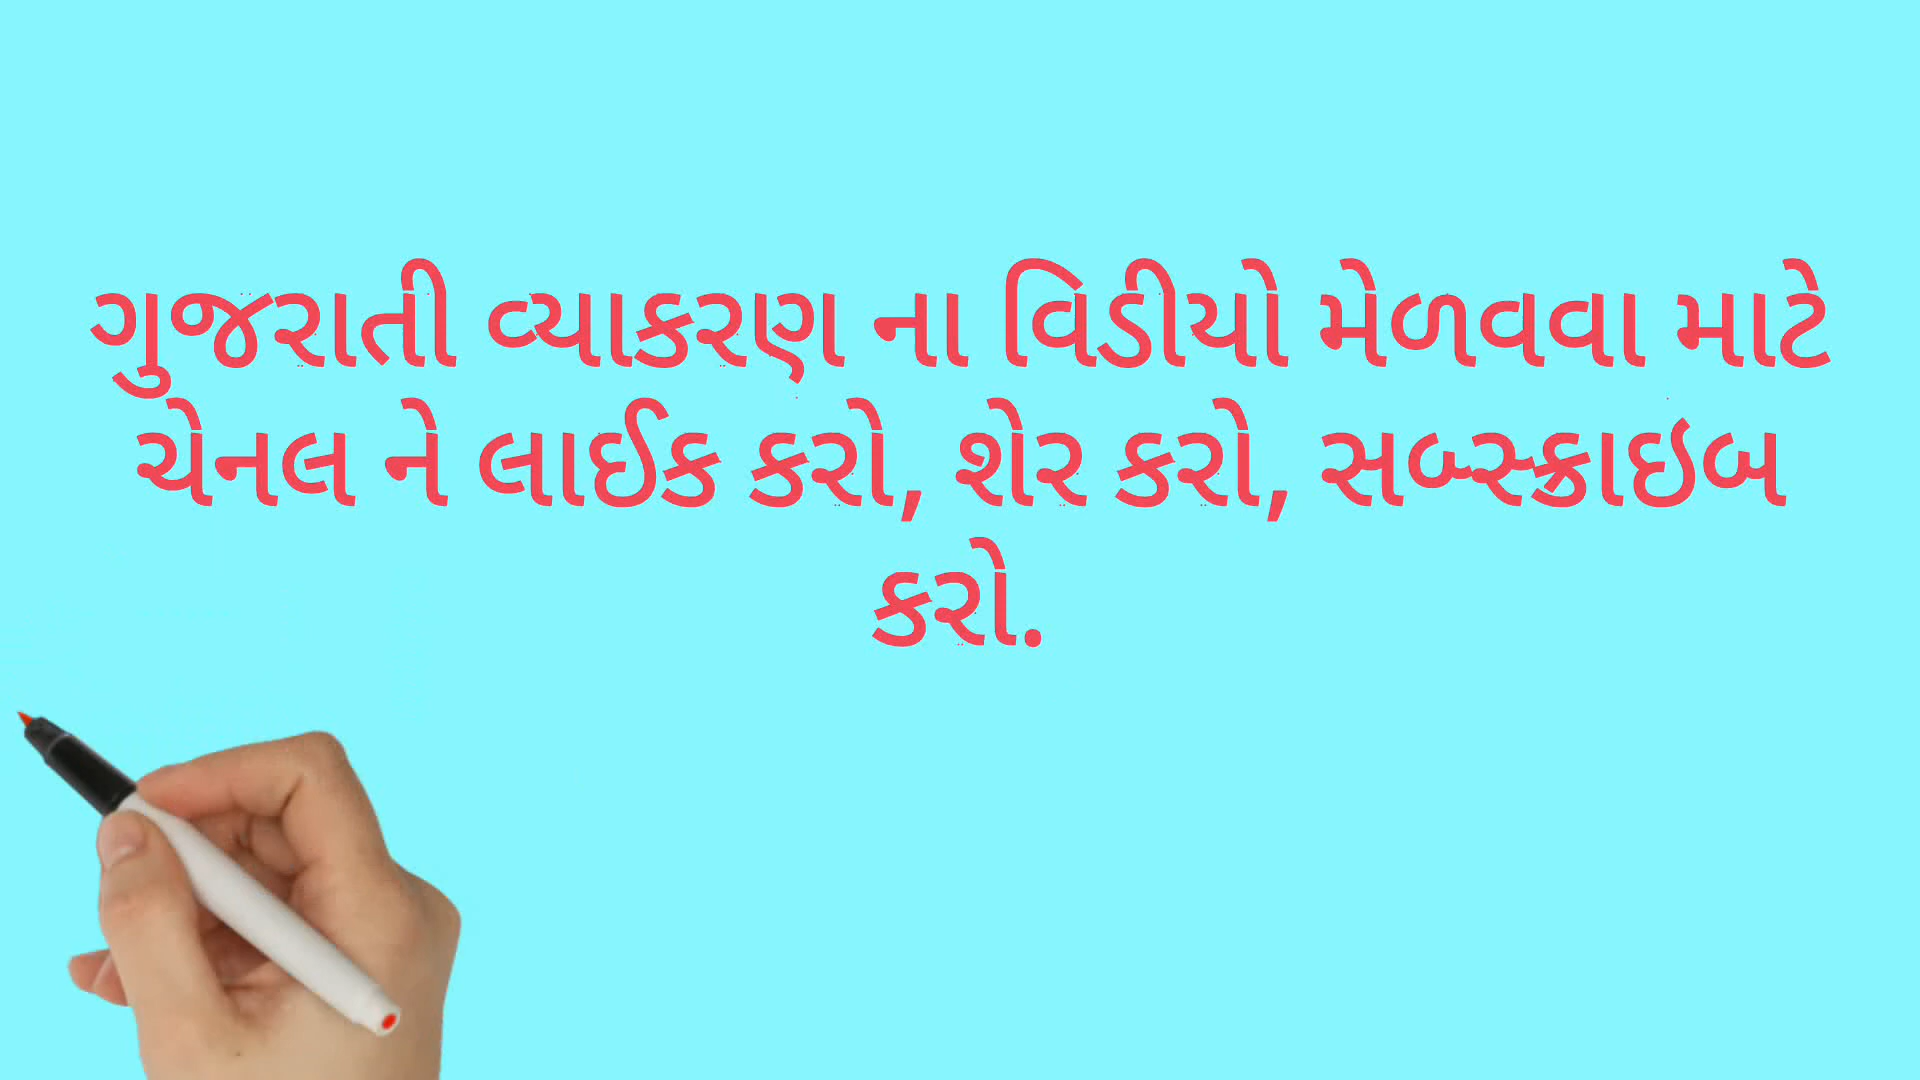 ગુજરાતી વ્યાકરણ ના વિડીયો મેળવવા માટે
ચેનલ ને લાઈક કરો, શેર કરો, સબ્સ્ક્રાઇબ
કરો.